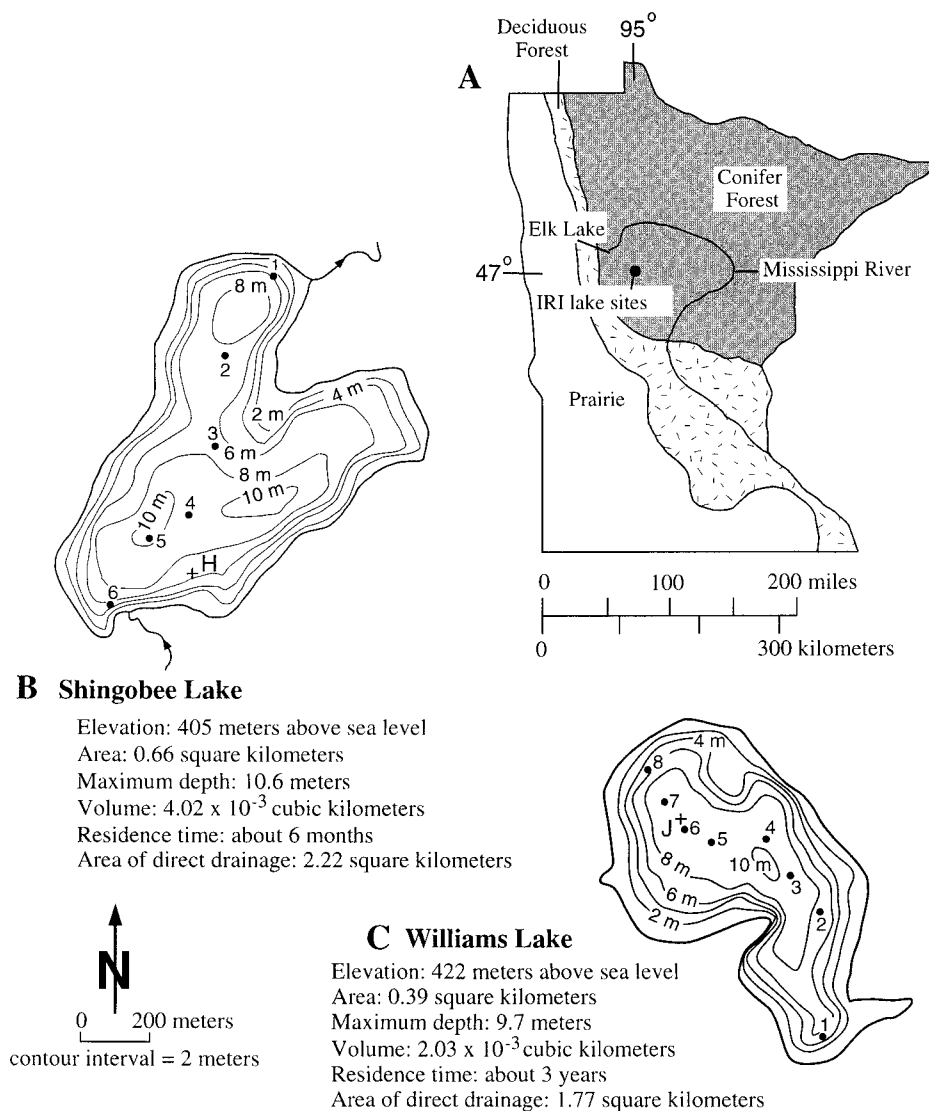 A
Deciduous
Forest
95°
Conifer
Forest
Elk Lake
47°
Mississippi River
IRI lake sites
Prairie
0 100 200 miles
0 300 kilometers
1
8 m
2
2 m
4 m
3
6 m
8 m
10 m
4
10 m
5
H
6
B Shingobee Lake
Elevation: 405 meters above sea level
Area: 0.66 square kilometers
Maximum depth: 10.6 meters
Volume: 4.02 x 10⁻³ cubic kilometers
Residence time: about 6 months
Area of direct drainage: 2.22 square kilometers
N
0 200 meters
contour interval = 2 meters
4 m
8
7
J
6
5
4
10 m
3
8 m
6 m
2 m
2
1
C Williams Lake
Elevation: 422 meters above sea level
Area: 0.39 square kilometers
Maximum depth: 9.7 meters
Volume: 2.03 x 10⁻³ cubic kilometers
Residence time: about 3 years
Area of direct drainage: 1.77 square kilometers